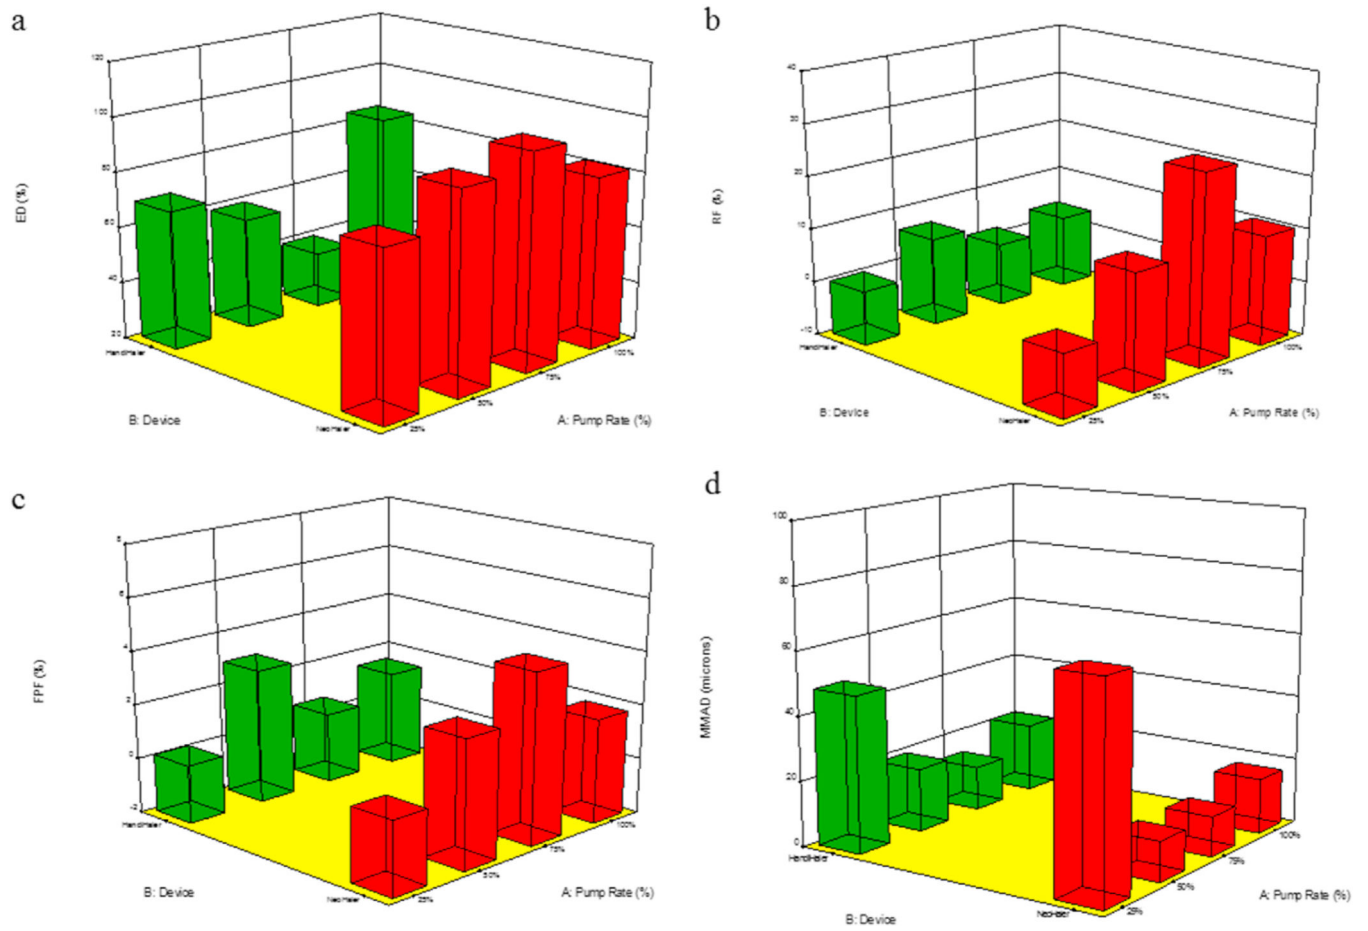 a
120
100
80
60
40
20
ED (%)
HandiHaler
B: Device
NeoHaler
25%
50%
75%
100%
A: Pump Rate (%)
b
40
30
20
10
0
-10
RF (%)
HandiHaler
B: Device
NeoHaler
25%
50%
75%
100%
A: Pump Rate (%)
c
8
6
4
2
0
-2
FPF (%)
HandiHaler
B: Device
NeoHaler
25%
50%
75%
100%
A: Pump Rate (%)
d
100
80
60
40
20
0
MMAD (microns)
HandiHaler
B: Device
NeoHaler
25%
50%
75%
100%
A: Pump Rate (%)